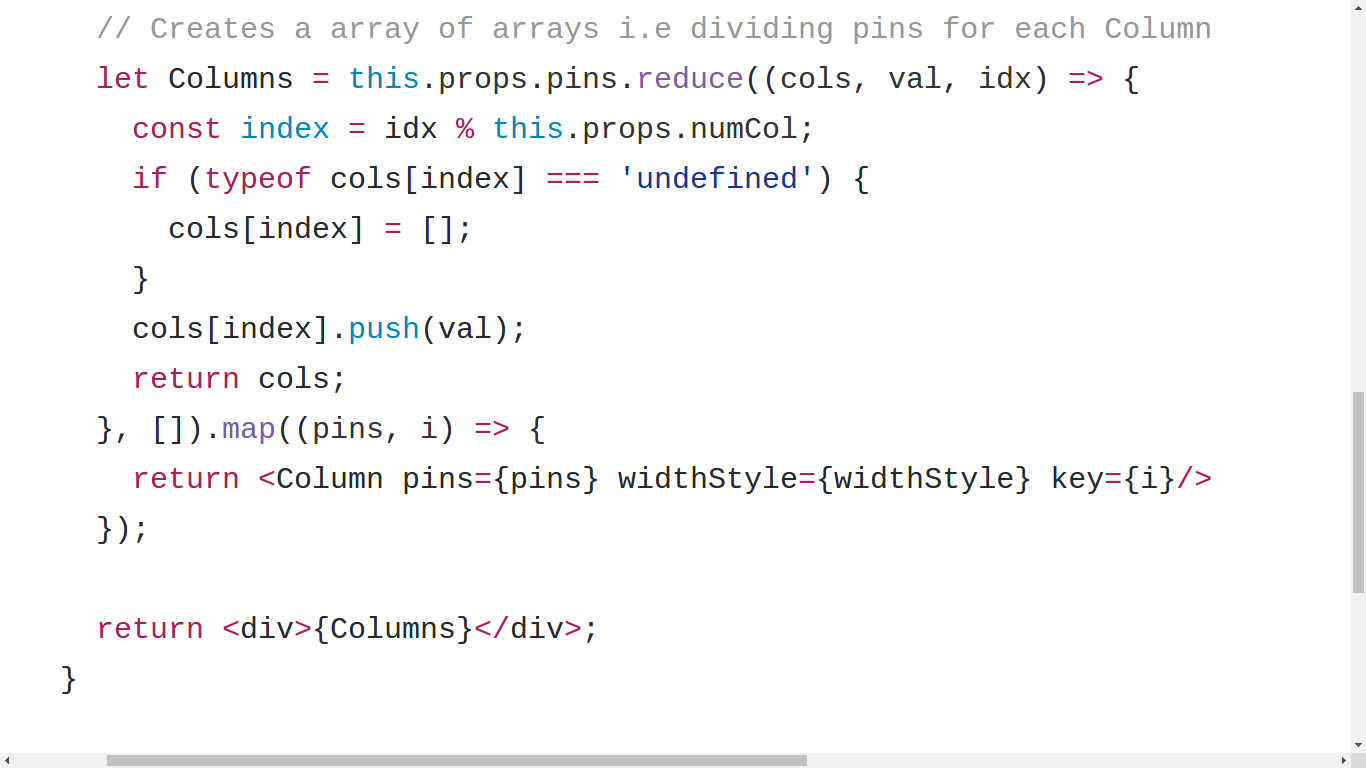 // Creates a array of arrays i.e dividing pins for each Column
let Columns = this.props.pins.reduce((cols, val, idx) => {
const index = idx % this.props.numCol;
if (typeof cols[index] === 'undefined') {
cols[index] = [];
}
cols[index].push(val);
return cols;
}, []).map((pins, i) => {
return <Column pins={pins} widthStyle={widthStyle} key={i}/>
});
return <div>{Columns}</div>;
}